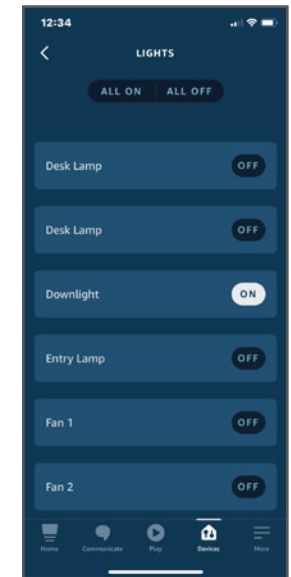 12:34
LIGHTS
ALL ON ALL OFF
Desk Lamp OFF
Desk Lamp OFF
Downlight ON
Entry Lamp OFF
Fan 1 OFF
Fan 2 OFF
Home Communicate Play Devices More